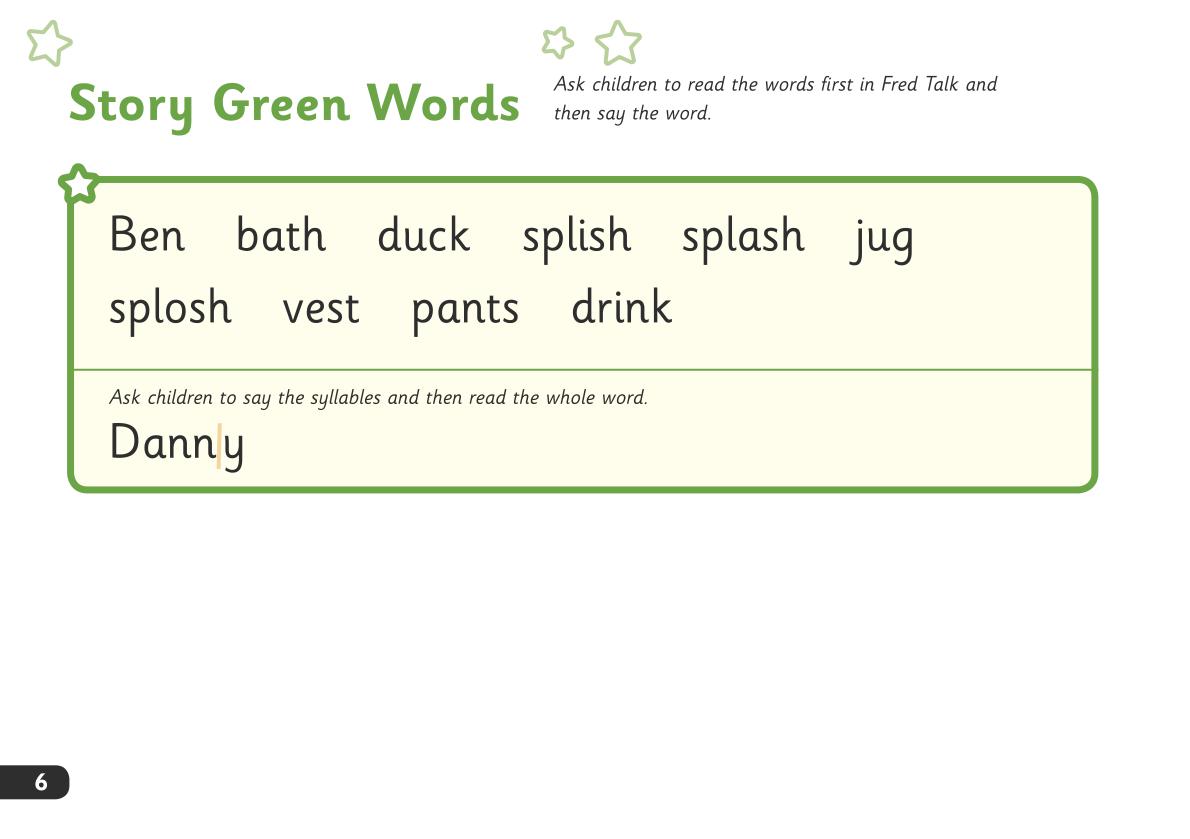 Story Green Words
Ask children to read the words first in Fred Talk and
then say the word.
Ben bath duck splish splash jug
splosh vest pants drink
Ask children to say the syllables and then read the whole word.
Dann|y
6